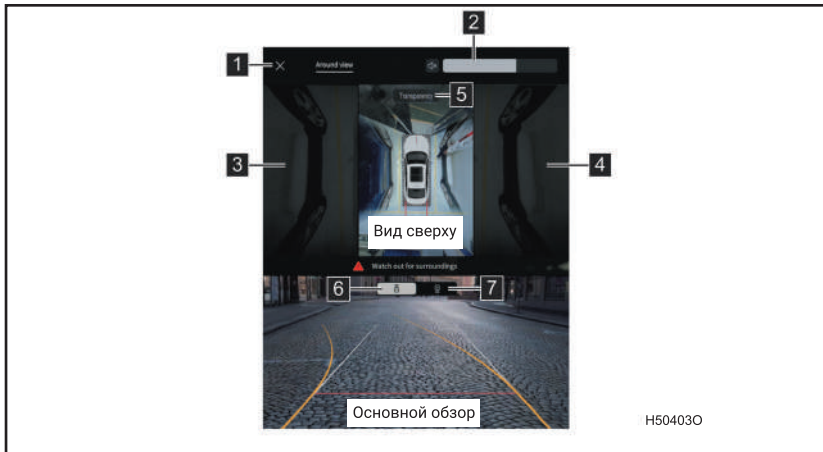 2
1
Around view
Transparency
5
3
4
Вид сверху
Watch out for surroundings
6
7
Основной обзор
H50403O